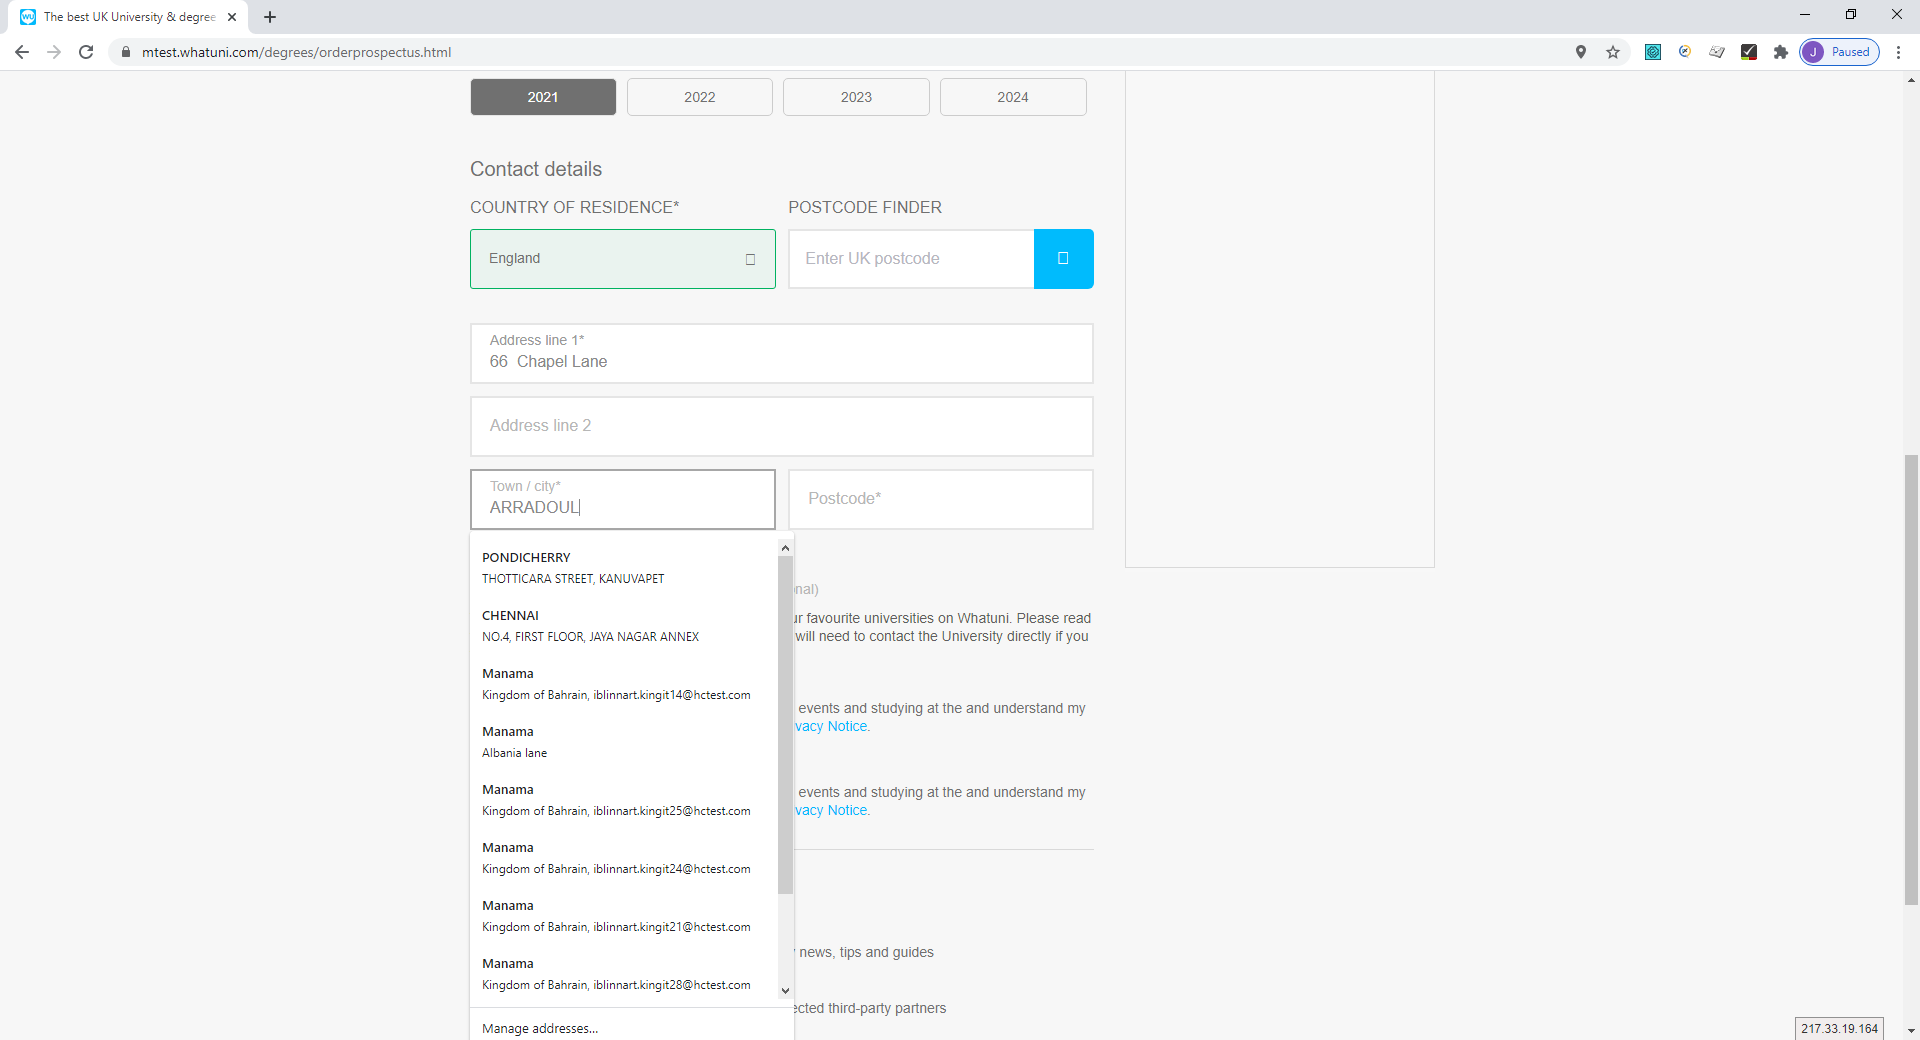 The best UK University & degree
mtest.whatuni.com/degrees/orderprospectus.html
J Paused
2021 2022 2023 2024
Contact details
COUNTRY OF RESIDENCE* POSTCODE FINDER
England Enter UK postcode
Address line 1*
66 Chapel Lane
Address line 2
Town / city*
ARRADOUL
Postcode*
PONDICHERRY
THOTTICARA STREET, KANUVAPET
CHENNAI
NO.4, FIRST FLOOR, JAYA NAGAR ANNEX
Manama
Kingdom of Bahrain, iblinnart.kingit14@hctest.com
Manama
Albania lane
Manama
Kingdom of Bahrain, iblinnart.kingit25@hctest.com
Manama
Kingdom of Bahrain, iblinnart.kingit24@hctest.com
Manama
Kingdom of Bahrain, iblinnart.kingit21@hctest.com
Manama
Kingdom of Bahrain, iblinnart.kingit28@hctest.com
Manage addresses...
nal)
ur favourite universities on Whatuni. Please read
will need to contact the University directly if you
events and studying at the and understand my
vacy Notice.
events and studying at the and understand my
vacy Notice.
news, tips and guides
ected third-party partners
217.33.19.164